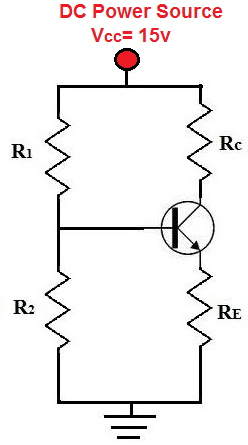 DC Power Source
Vcc= 15v
R1
Rc
R2
RE